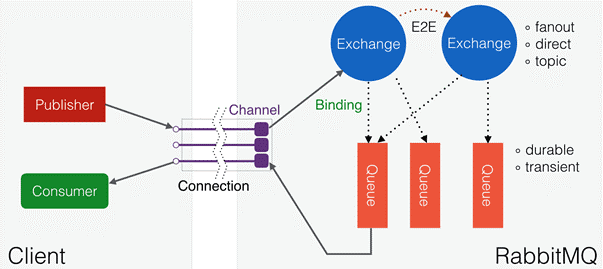 E2E
Exchange
Exchange
◦ fanout
◦ direct
◦ topic
Publisher
Channel
Binding
Consumer
Connection
Queue
Queue
Queue
◦ durable
◦ transient
Client
RabbitMQ